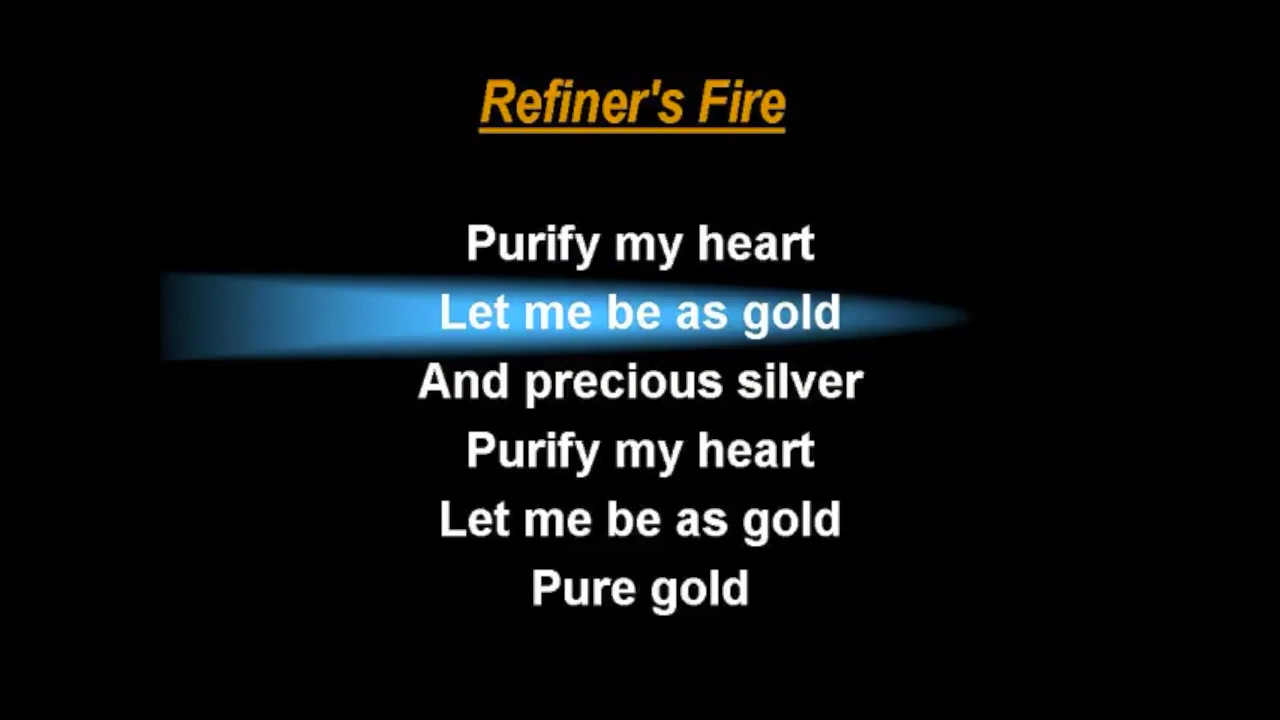 Refiner's Fire
Purify my heart
Let me be as gold
And precious silver
Purify my heart
Let me be as gold
Pure gold